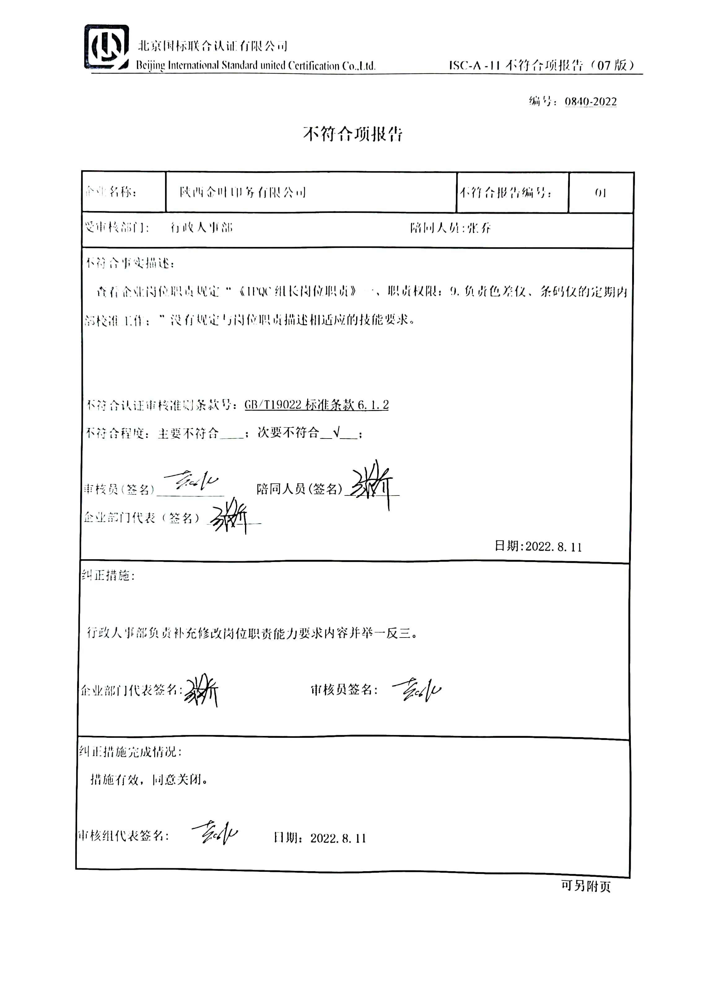 北京国标联合认证有限公司
Beijing International Standard united Certification Co.,Ltd.
ISC-A-11 不符合项报告（07 版）
编号：0840-2022
不符合项报告
企业名称：
陕西金叶印务有限公司
不符合报告编号：
01
受审核部门： 行政人事部
陪同人员:张乔
不符合事实描述：
查看企业岗位职责规定“《IPQC 组长岗位职责》一、职责权限：9. 负责色差仪、条码仪的定期内
部校准工作；”没有规定与岗位职责描述相适应的技能要求。
不符合认证审核准则条款号：GB/T19022 标准条款 6.1.2
不符合程度：主要不符合____；次要不符合__√___；
审核员(签名)
陪同人员(签名)
企业部门代表（签名）
日期:2022.8.11
纠正措施：
行政人事部负责补充修改岗位职责能力要求内容并举一反三。
企业部门代表签名：
审核员签名：
纠正措施完成情况：
措施有效，同意关闭。
审核组代表签名：
日期：2022.8.11
可另附页